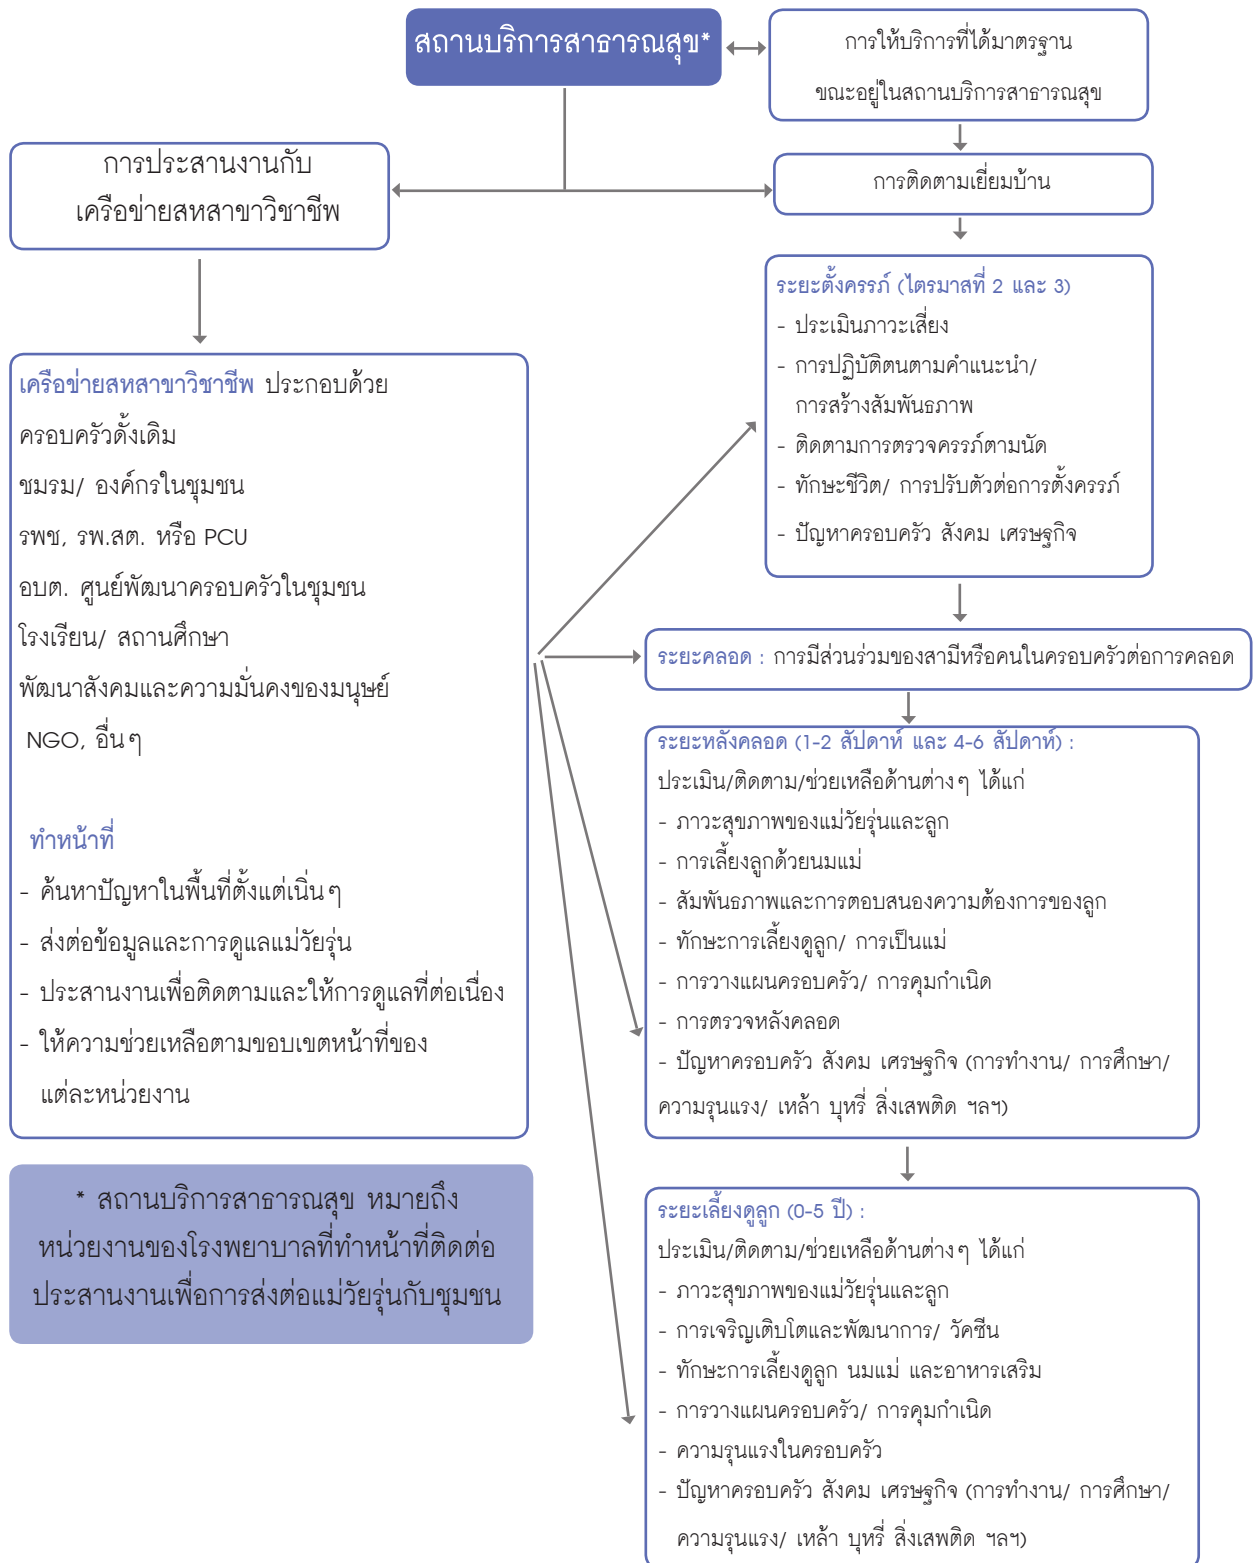 สถานบริการสาธารณสุข*
การให้บริการที่ได้มาตรฐาน
ขณะอยู่ในสถานบริการสาธารณสุข
การประสานงานกับ
เครือข่ายสหสาขาวิชาชีพ
การติดตามเยี่ยมบ้าน
ระยะตั้งครรภ์ (ไตรมาสที่ 2 และ 3)
- ประเมินภาวะเสี่ยง
- การปฏิบัติตนตามคำแนะนำ/
การสร้างสัมพันธภาพ
- ติดตามการตรวจครรภ์ตามนัด
- ทักษะชีวิต/ การปรับตัวต่อการตั้งครรภ์
- ปัญหาครอบครัว สังคม เศรษฐกิจ
เครือข่ายสหสาขาวิชาชีพ ประกอบด้วย
ครอบครัวดั้งเดิม
ชมรม/ องค์กรในชุมชน
รพช, รพ.สต. หรือ PCU
อบต. ศูนย์พัฒนาครอบครัวในชุมชน
โรงเรียน/ สถานศึกษา
พัฒนาสังคมและความมั่นคงของมนุษย์
NGO, อื่นๆ
ทำหน้าที่
- ค้นหาปัญหาในพื้นที่ตั้งแต่เนิ่นๆ
- ส่งต่อข้อมูลและการดูแลแม่วัยรุ่น
- ประสานงานเพื่อติดตามและให้การดูแลที่ต่อเนื่อง
- ให้ความช่วยเหลือตามขอบเขตหน้าที่ของ
แต่ละหน่วยงาน
ระยะคลอด : การมีส่วนร่วมของสามีหรือคนในครอบครัวต่อการคลอด
ระยะหลังคลอด (1-2 สัปดาห์ และ 4-6 สัปดาห์) :
ประเมิน/ติดตาม/ช่วยเหลือด้านต่างๆ ได้แก่
- ภาวะสุขภาพของแม่วัยรุ่นและลูก
- การเลี้ยงลูกด้วยนมแม่
- สัมพันธภาพและการตอบสนองความต้องการของลูก
- ทักษะการเลี้ยงดูลูก/ การเป็นแม่
- การวางแผนครอบครัว/ การคุมกำเนิด
- การตรวจหลังคลอด
- ปัญหาครอบครัว สังคม เศรษฐกิจ (การทำงาน/ การศึกษา/
ความรุนแรง/ เหล้า บุหรี่ สิ่งเสพติด ฯลฯ)
* สถานบริการสาธารณสุข หมายถึง
หน่วยงานของโรงพยาบาลที่ทำหน้าที่ติดต่อ
ประสานงานเพื่อการส่งต่อแม่วัยรุ่นกับชุมชน
ระยะเลี้ยงดูลูก (0-5 ปี) :
ประเมิน/ติดตาม/ช่วยเหลือด้านต่างๆ ได้แก่
- ภาวะสุขภาพของแม่วัยรุ่นและลูก
- การเจริญเติบโตและพัฒนาการ/ วัคซีน
- ทักษะการเลี้ยงดูลูก นมแม่ และอาหารเสริม
- การวางแผนครอบครัว/ การคุมกำเนิด
- ความรุนแรงในครอบครัว
- ปัญหาครอบครัว สังคม เศรษฐกิจ (การทำงาน/ การศึกษา/
ความรุนแรง/ เหล้า บุหรี่ สิ่งเสพติด ฯลฯ)